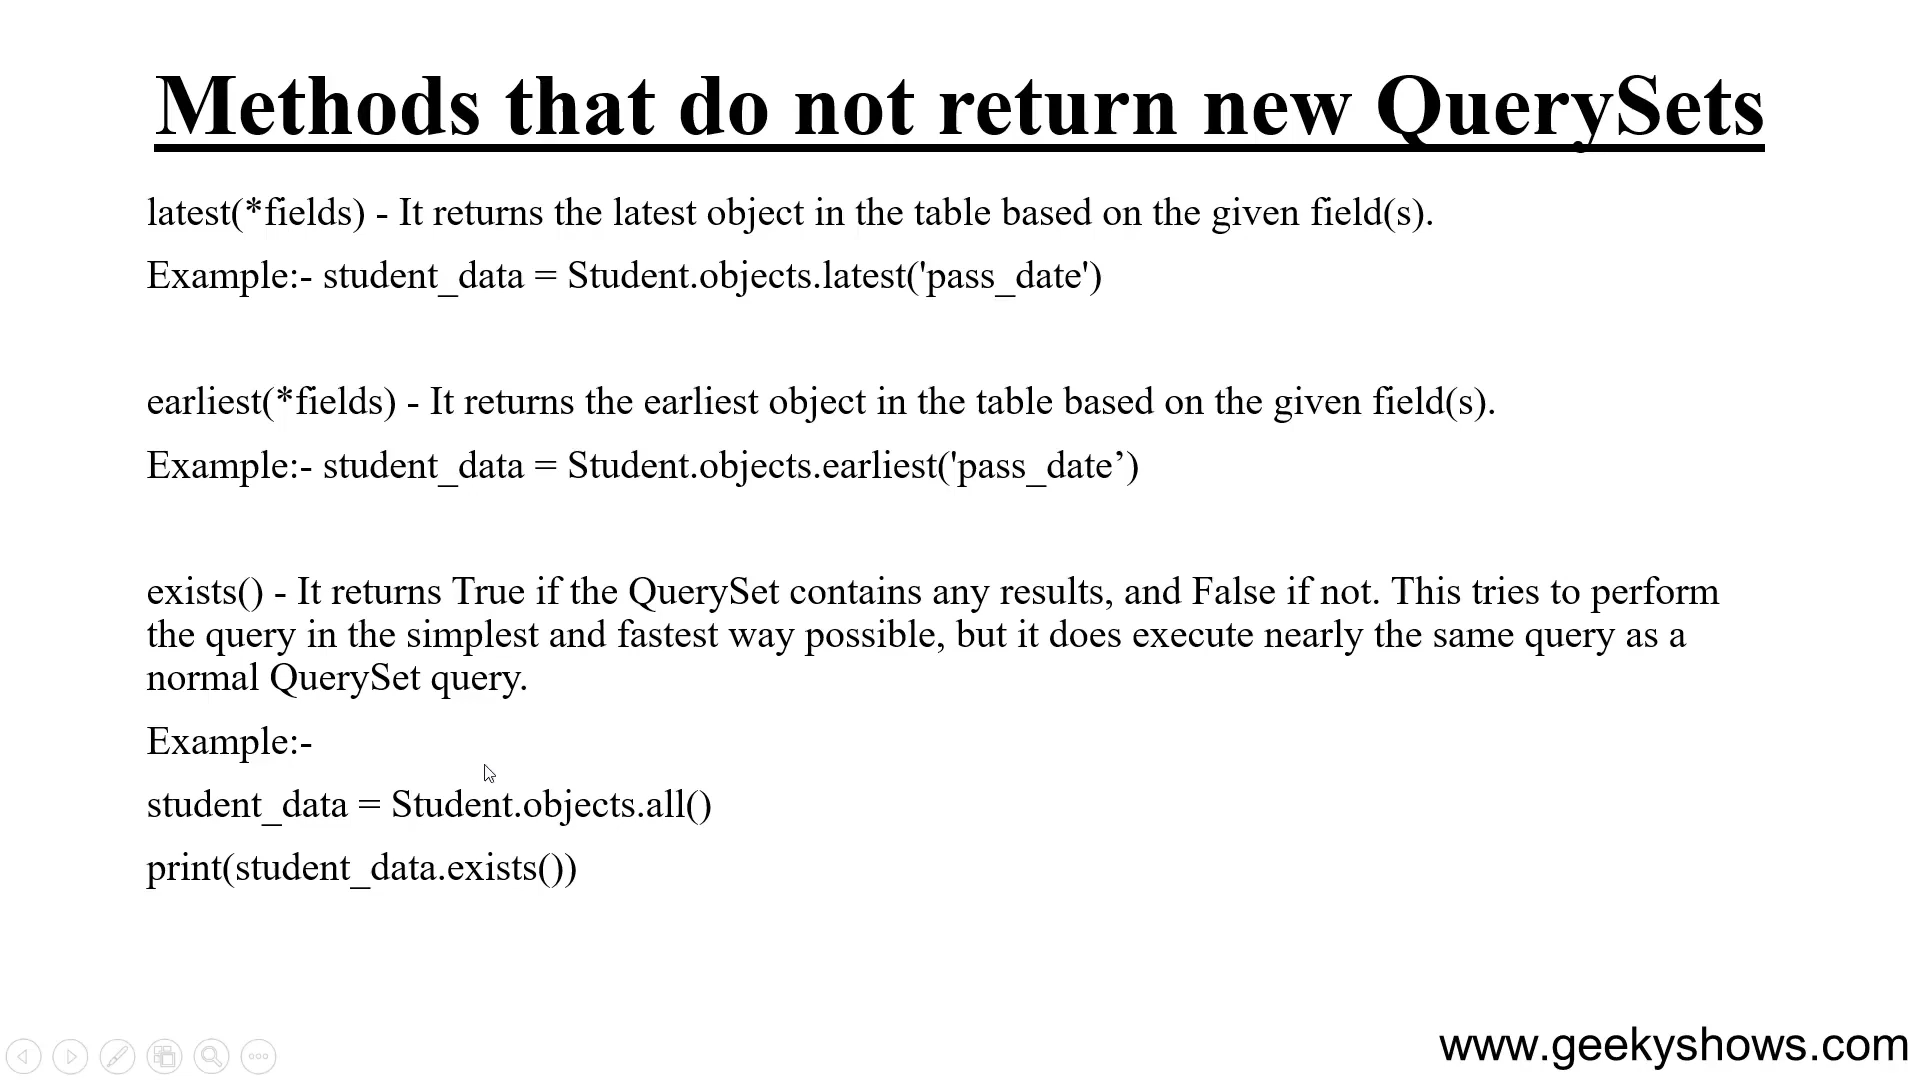 Methods that do not return new QuerySets
latest(*fields) - It returns the latest object in the table based on the given field(s).
Example:- student_data = Student.objects.latest('pass_date')
earliest(*fields) - It returns the earliest object in the table based on the given field(s).
Example:- student_data = Student.objects.earliest('pass_date’)
exists() - It returns True if the QuerySet contains any results, and False if not. This tries to perform
the query in the simplest and fastest way possible, but it does execute nearly the same query as a
normal QuerySet query.
Example:-
student_data = Student.objects.all()
print(student_data.exists())
www.geekyshows.com